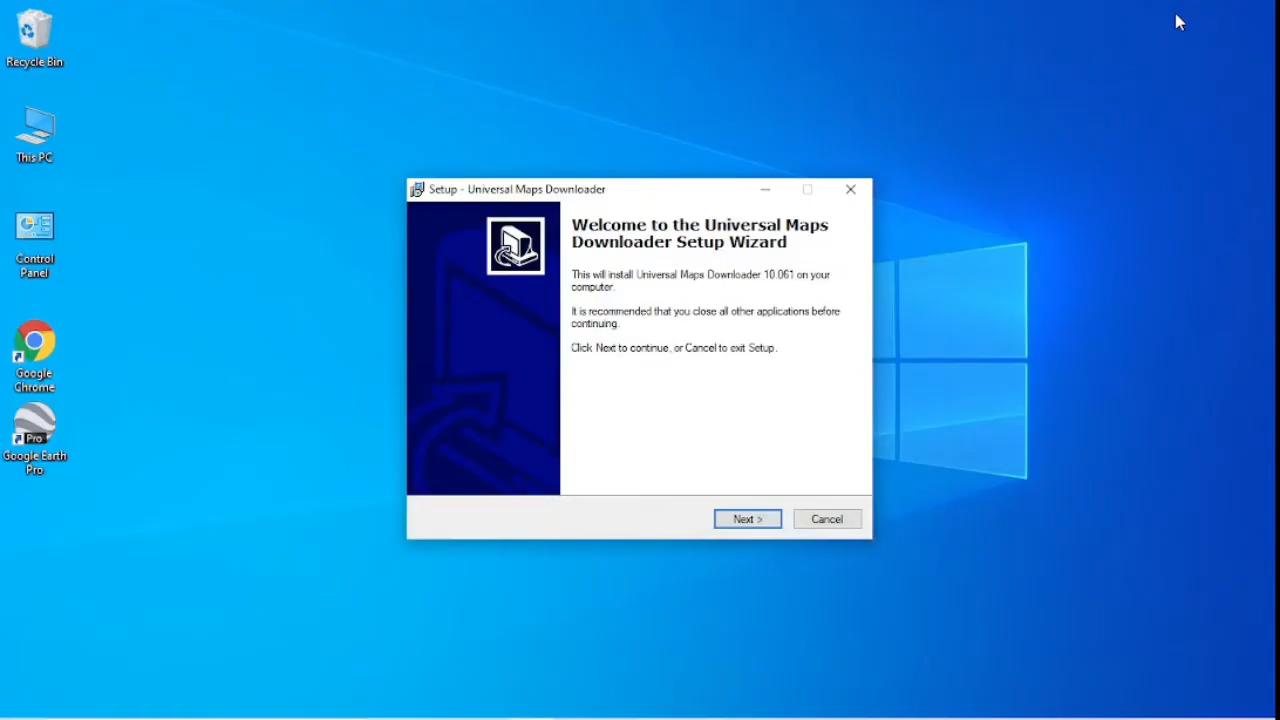 Recycle Bin
This PC
Control
Panel
Google
Chrome
Pro
Google Earth
Pro
Setup - Universal Maps Downloader
Welcome to the Universal Maps
Downloader Setup Wizard
This will install Universal Maps Downloader 10.061 on your
computer.
It is recommended that you close all other applications before
continuing.
Click Next to continue, or Cancel to exit Setup.
Next >
Cancel